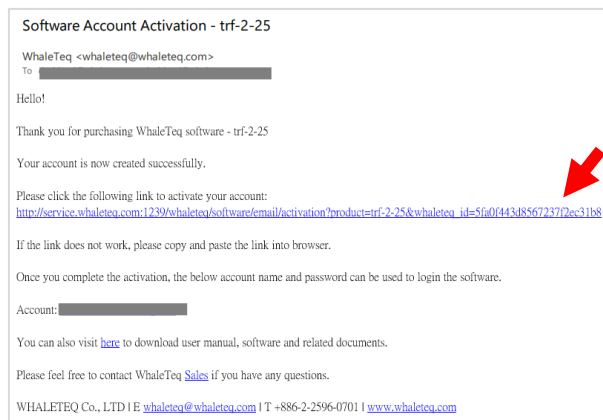 Software Account Activation - trf-2-25
WhaleTeq <whaleteq@whaleteq.com>
To
Hello!
Thank you for purchasing WhaleTeq software - trf-2-25
Your account is now created successfully.
Please click the following link to activate your account:
http://service.whaleteq.com:1239/whaleteq/software/email/activation?product=trf-2-25&whaleteq_id=5fa0f443d8567237f2ec31b8
If the link does not work, please copy and paste the link into browser.
Once you complete the activation, the below account name and password can be used to login the software.
Account:
You can also visit here to download user manual, software and related documents.
Please feel free to contact WhaleTeq Sales if you have any questions.
WHALETEQ Co., LTD I E whaleteq@whaleteq.com I T +886-2-2596-0701 I www.whaleteq.com